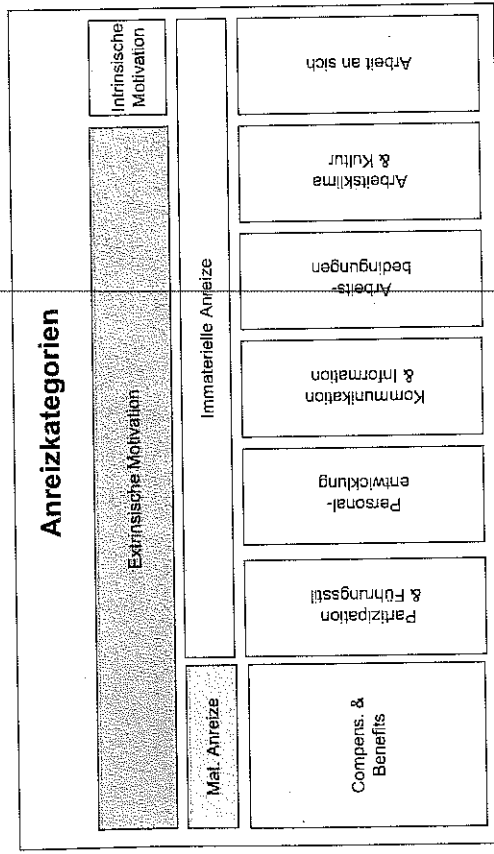 Anreizkategorien
Extrinsische Motivation
Intrinsische
Motivation
Mat. Anreize
Immaterielle Anreize
Compens. &
Benefits
Partizipation
& Führungsstil
Personal-
entwicklung
Kommunikation
& Information
Arbeits-
bedingungen
Arbeitsklima
& Kultur
Arbeit an sich